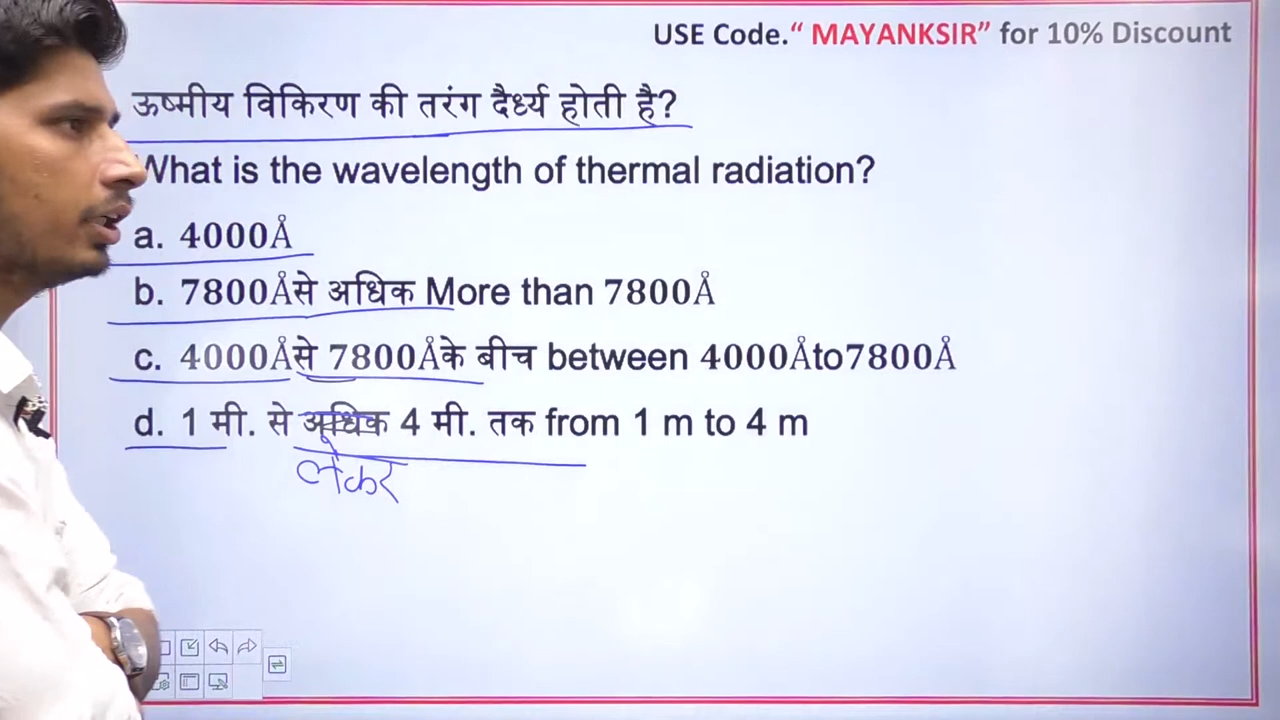 USE Code.“ MAYANKSIR” for 10% Discount
ऊष्मीय विकिरण की तरंग दैर्ध्य होती है?
What is the wavelength of thermal radiation?
a. 4000Å
b. 7800Åसे अधिक More than 7800Å
c. 4000Åसे 7800Åके बीच between 4000Åto7800Å
d. 1 मी. से अधिक 4 मी. तक from 1 m to 4 m
लेकर